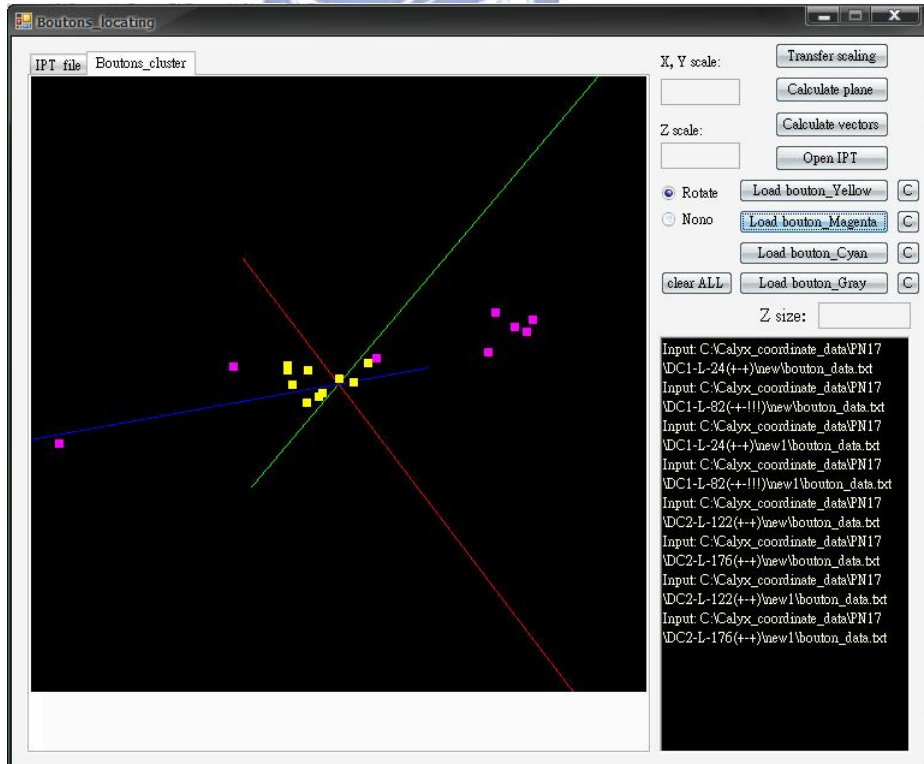 Boutons_locating
IPT file
Boutons_cluster
X, Y scale:
Transfer scaling
Calculate plane
Z scale:
Calculate vectors
Open IPT
Rotate
Load bouton_Yellow
C
Nono
Load bouton_Magenta
C
Load bouton_Cyan
C
clear ALL
Load bouton_Gray
C
Z size:
Input: C:\Calyx_coordinate_data\PN17
\DC1-L-24(+-+)\new\bouton_data.txt
Input: C:\Calyx_coordinate_data\PN17
\DC1-L-82(-+-!!!)\new\bouton_data.txt
Input: C:\Calyx_coordinate_data\PN17
\DC1-L-24(+-+)\new1\bouton_data.txt
Input: C:\Calyx_coordinate_data\PN17
\DC1-L-82(-+-!!!)\new1\bouton_data.txt
Input: C:\Calyx_coordinate_data\PN17
\DC2-L-122(+-+)\new\bouton_data.txt
Input: C:\Calyx_coordinate_data\PN17
\DC2-L-176(++-)\new\bouton_data.txt
Input: C:\Calyx_coordinate_data\PN17
\DC2-L-122(+-+)\new1\bouton_data.txt
Input: C:\Calyx_coordinate_data\PN17
\DC2-L-176(++-)\new1\bouton_data.txt